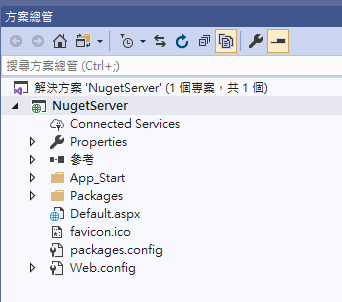 方案總管
搜尋方案總管 (Ctrl+;)
解決方案 'NugetServer' (1 個專案，共 1 個)
NugetServer
Connected Services
Properties
參考
App_Start
Packages
Default.aspx
favicon.ico
packages.config
Web.config